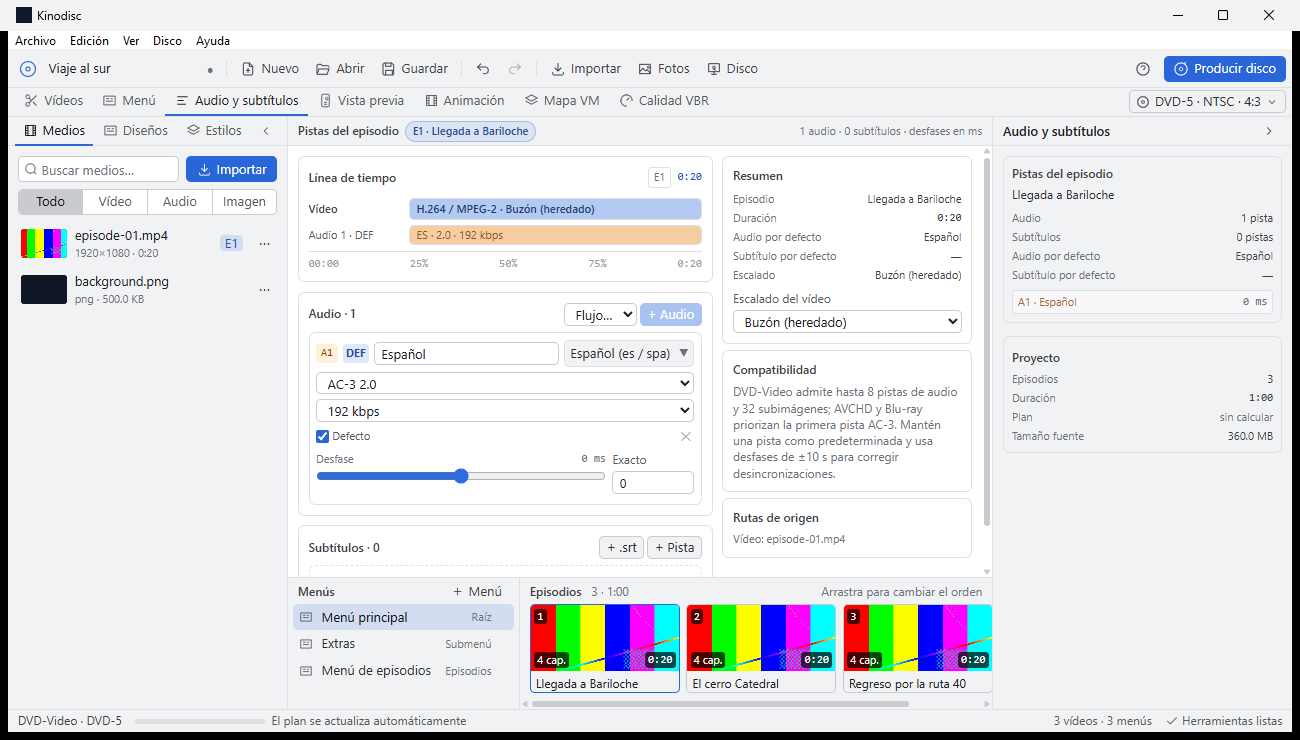 Kinodisc
Archivo Edición Ver Disco Ayuda
Viaje al sur • Nuevo Abrir Guardar Importar Fotos Disco Producir disco
Vídeos Menú Audio y subtítulos Vista previa Animación Mapa VM Calidad VBR DVD-5 · NTSC · 4:3
Medios Diseños Estilos
Buscar medios... Importar
Todo Vídeo Audio Imagen
episode-01.mp4
1920×1080 · 0:20
E1 ...
background.png
png · 500.0 KB
...
Pistas del episodio E1 · Llegada a Bariloche 1 audio · 0 subtítulos · desfases en ms
Línea de tiempo E1 0:20
Vídeo H.264 / MPEG-2 · Buzón (heredado)
Audio 1 · DEF ES · 2.0 · 192 kbps
00:00 25% 50% 75% 0:20
Audio · 1 Flujo... + Audio
A1 DEF Español Español (es / spa)
AC-3 2.0
192 kbps
Defecto
Desfase 0 ms Exacto
0
Subtítulos · 0 + .srt + Pista
Resumen
Episodio Llegada a Bariloche
Duración 0:20
Audio por defecto Español
Subtítulo por defecto —
Escalado Buzón (heredado)
Escalado del vídeo
Buzón (heredado)
Compatibilidad
DVD-Video admite hasta 8 pistas de audio
y 32 subimágenes; AVCHD y Blu-ray
priorizan la primera pista AC-3. Mantén
una pista como predeterminada y usa
desfases de ±10 s para corregir
desincronizaciones.
Rutas de origen
Vídeo: episode-01.mp4
Audio y subtítulos
Pistas del episodio
Llegada a Bariloche
Audio 1 pista
Subtítulos 0 pistas
Audio por defecto Español
Subtítulo por defecto —
A1 · Español 0 ms
Proyecto
Episodios 3
Duración 1:00
Plan sin calcular
Tamaño fuente 360.0 MB
Menús + Menú
Menú principal Raíz
Extras Submenú
Menú de episodios Episodios
Episodios 3 · 1:00 Arrastra para cambiar el orden
1 4 cap. 0:20
Llegada a Bariloche
2 4 cap. 0:20
El cerro Catedral
3 4 cap. 0:20
Regreso por la ruta 40
DVD-Video · DVD-5 El plan se actualiza automáticamente 3 vídeos · 3 menús Herramientas listas